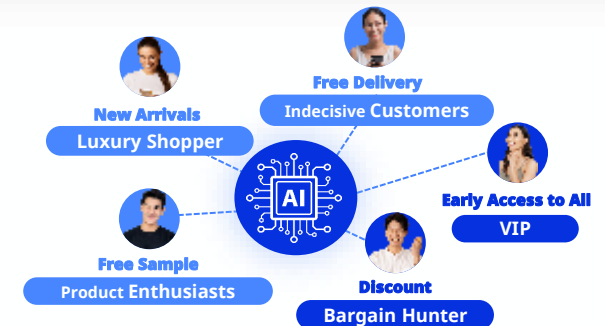 Free Delivery
Indecisive Customers
New Arrivals
Luxury Shopper
AI
Early Access to All
VIP
Free Sample
Product Enthusiasts
Discount
Bargain Hunter